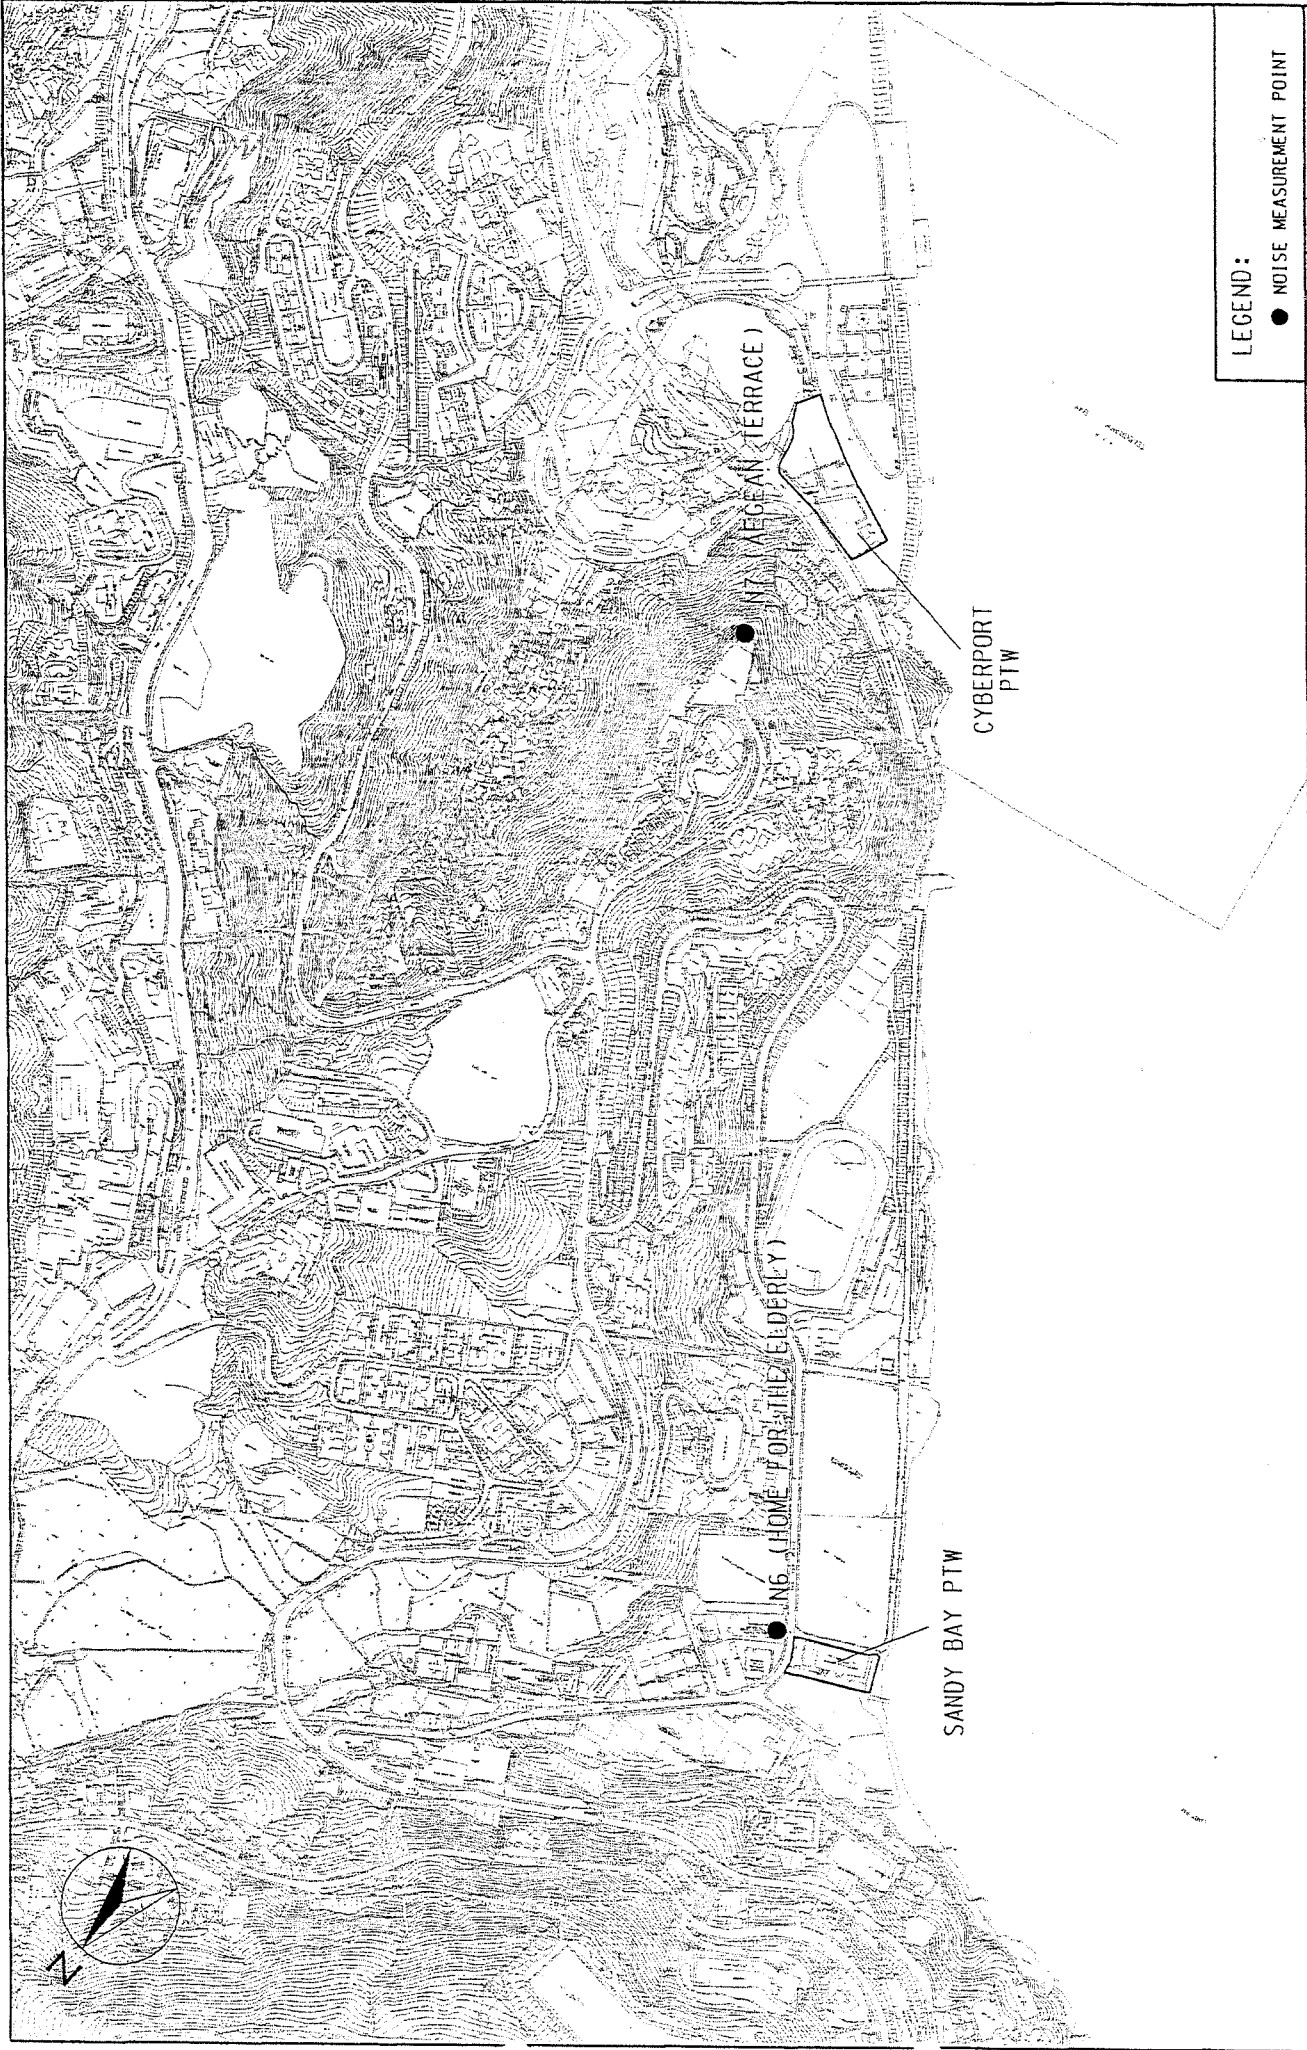 N
N6 (HOME FOR THE ELDERLY)
SANDY BAY PTW
N7 (AEGEAN TERRACE)
CYBERPORT
PTW
LEGEND:
● NOISE MEASUREMENT POINT